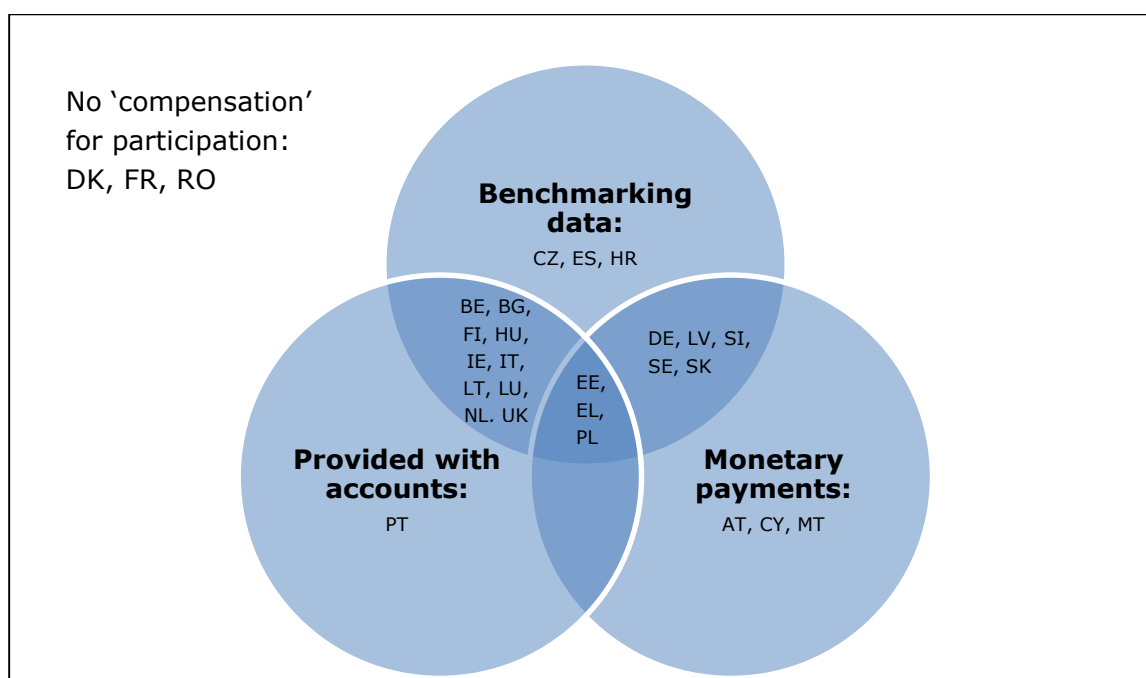 No ‘compensation’
for participation:
DK, FR, RO
Benchmarking
data:
CZ, ES, HR
BE, BG,
FI, HU,
IE, IT,
LT, LU,
NL, UK
DE, LV, SI,
SE, SK
EE,
EL,
PL
Provided with
accounts:
PT
Monetary
payments:
AT, CY, MT